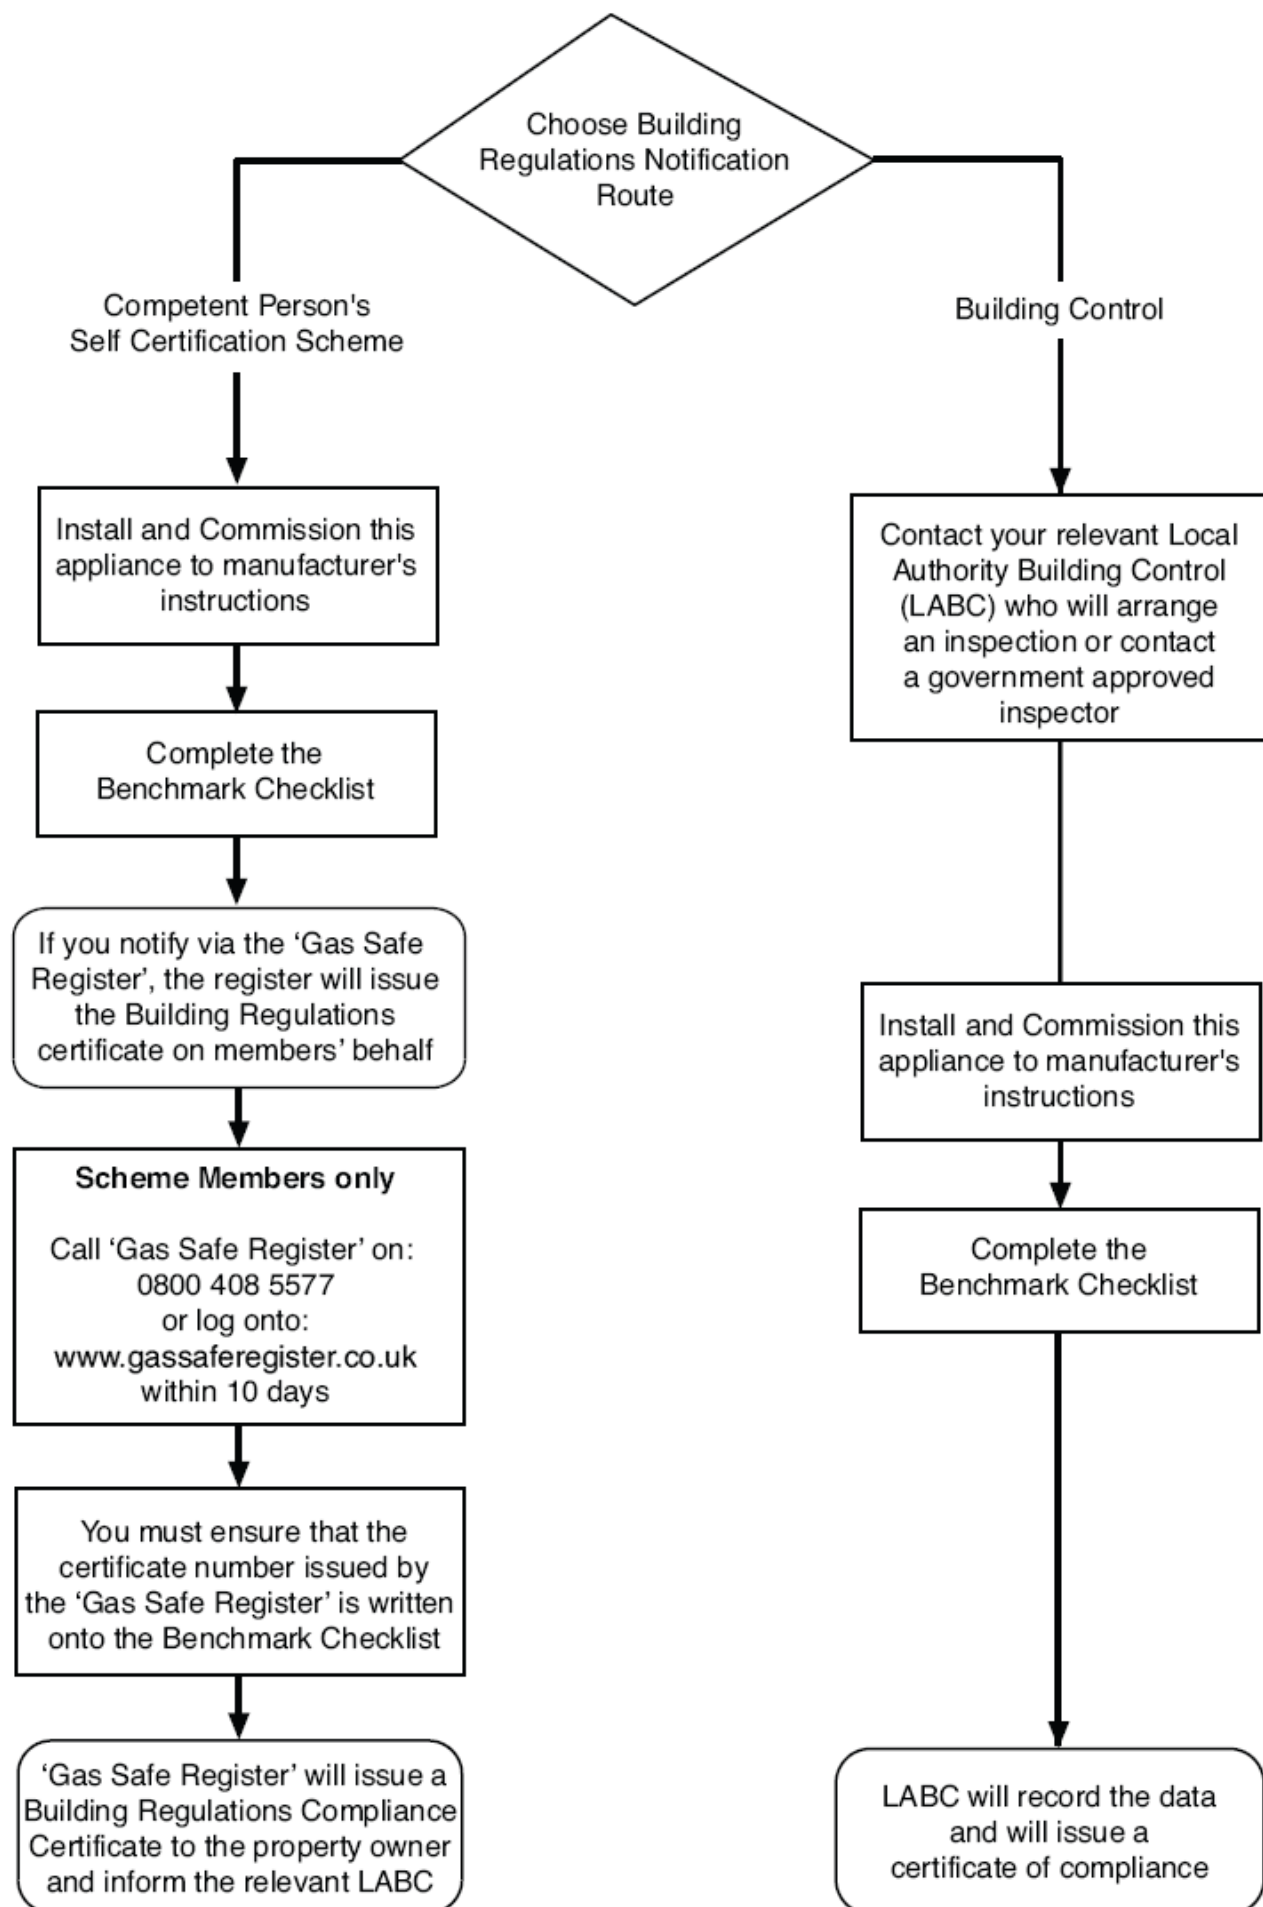 Choose Building
Regulations Notification
Route
Competent Person's
Self Certification Scheme
Building Control
Install and Commission this
appliance to manufacturer's
instructions
Complete the
Benchmark Checklist
If you notify via the ‘Gas Safe
Register’, the register will issue
the Building Regulations
certificate on members’ behalf
Scheme Members only
Call ‘Gas Safe Register’ on:
0800 408 5577
or log onto:
www.gassaferegister.co.uk
within 10 days
You must ensure that the
certificate number issued by
the ‘Gas Safe Register’ is written
onto the Benchmark Checklist
‘Gas Safe Register’ will issue a
Building Regulations Compliance
Certificate to the property owner
and inform the relevant LABC
Contact your relevant Local
Authority Building Control
(LABC) who will arrange
an inspection or contact
a government approved
inspector
Install and Commission this
appliance to manufacturer's
instructions
Complete the
Benchmark Checklist
LABC will record the data
and will issue a
certificate of compliance